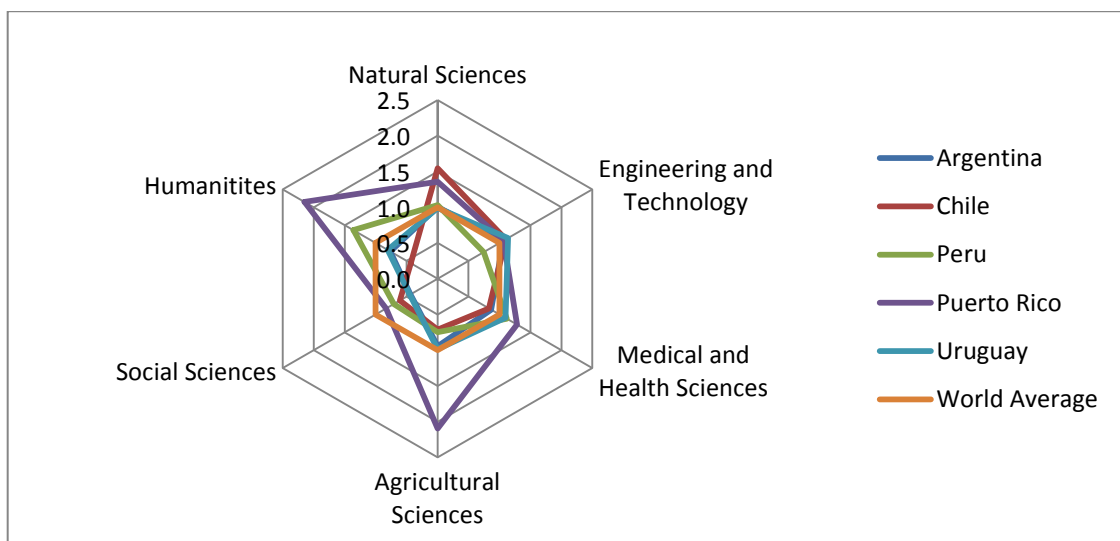 Natural Sciences
2.5
2.0
1.5
1.0
0.5
0.0
Engineering and
Technology
Medical and
Health Sciences
Agricultural
Sciences
Social Sciences
Humanitites
Argentina
Chile
Peru
Puerto Rico
Uruguay
World Average